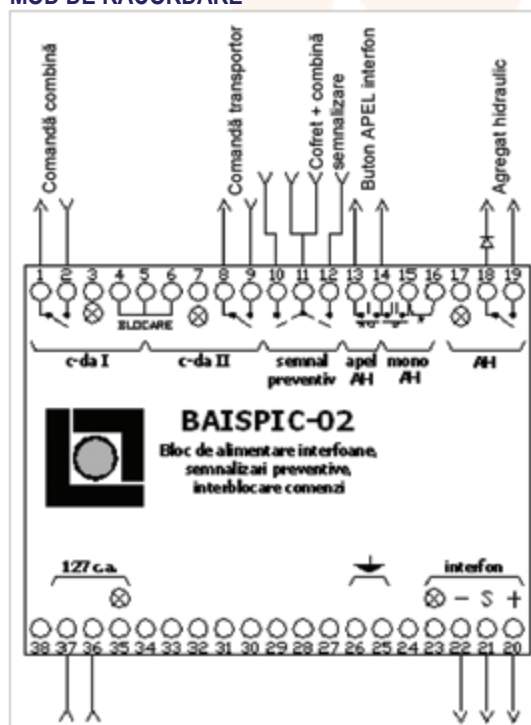 MOD DE RACORDARE
Comandă combină
Comandă transportor
Cofret + combină
semnalizare
Buton APEL interfon
Agregat hidraulic
1 2 3 4 5 6 7 8 9 10 11 12 13 14 15 16 17 18 19
BLOCARE
c-da I c-da II semnal preventiv apel AH mono AH AH
BAISPIC-02
Bloc de alimentare interfoane,
semnalizari preventive,
interblocare comenzi
127 c.a. interfon
- S +
38 37 36 35 34 33 32 31 30 29 28 27 26 25 24 23 22 21 20